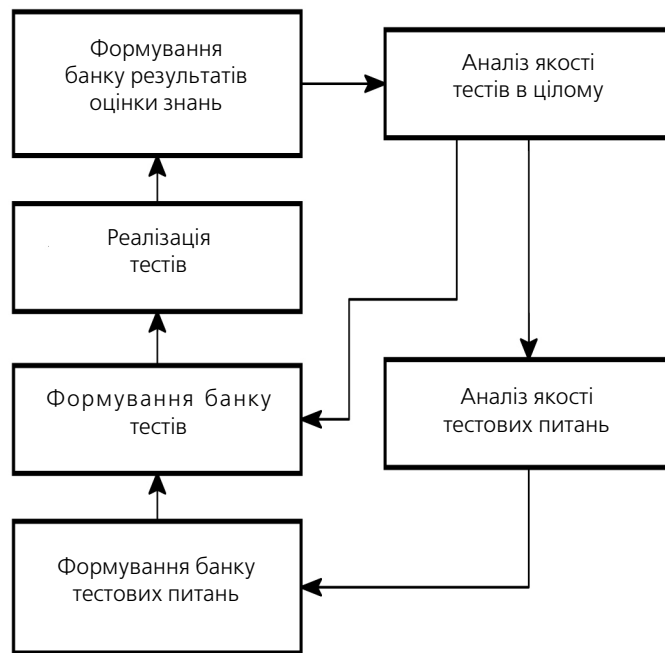 Формування
банку результатів
оцінки знань
Аналіз якості
тестів в цілому
Реалізація
тестів
Формування банку
тестів
Аналіз якості
тестових питань
Формування банку
тестових питань